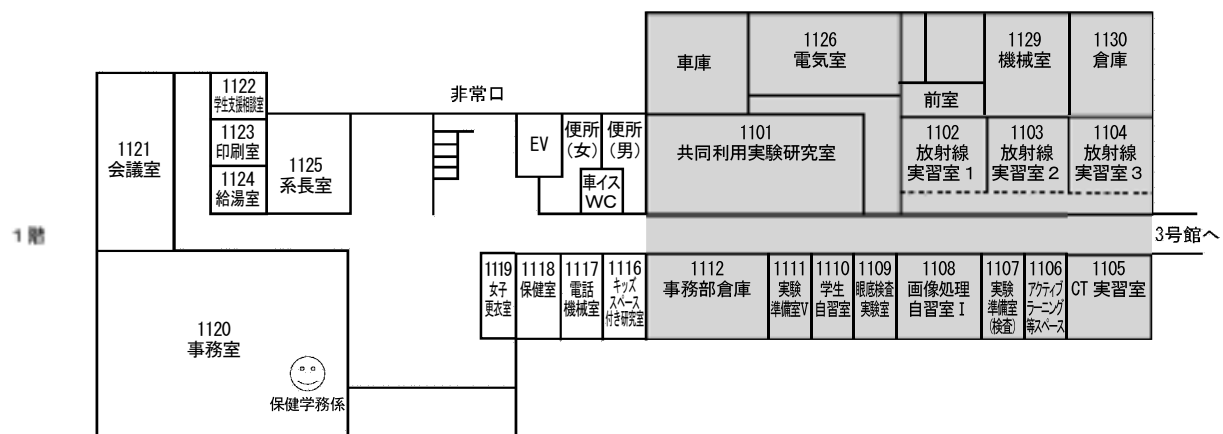 車庫
1126
電気室
1129
機械室
1130
倉庫
前室
1122
学生支援相談室
非常口
1123
印刷室
1121
会議室
1125
系長室
1124
給湯室
EV
便所
(女)
便所
(男)
車イス
WC
1101
共同利用実験研究室
1102
放射線
実習室1
1103
放射線
実習室2
1104
放射線
実習室3
1階
3号館へ
1119
女子
更衣室
1118
保健室
1117
電話
機械室
1116
キッズ
スペース
付き研究室
1112
事務部倉庫
1111
実験
準備室V
1110
学生
自習室
1109
眼底検査
実験室
1108
画像処理
自習室I
1107
実験
準備室
(検査)
1106
アクティブ
ラーニング
等スペース
1105
CT実習室
1120
事務室
保健学務係